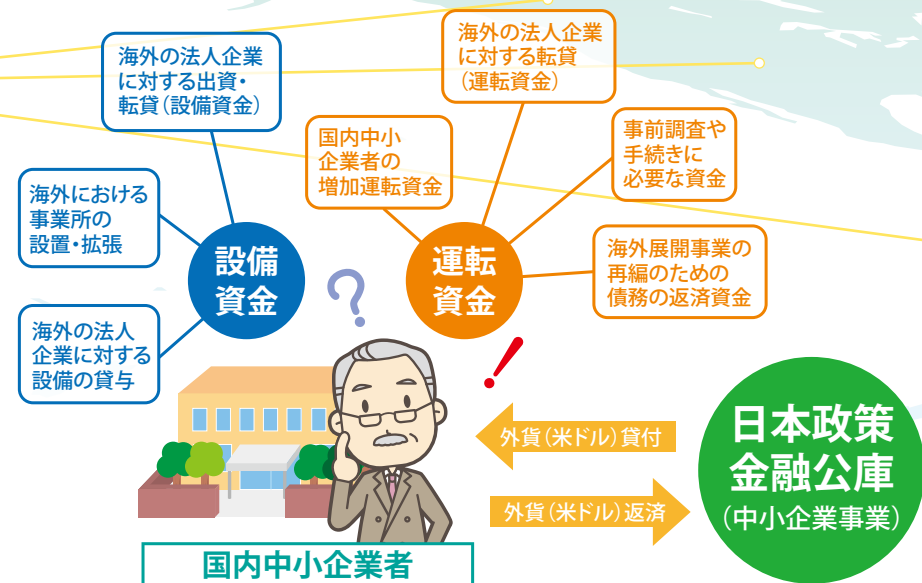 海外の法人企業
に対する出資・
転貸(設備資金)
海外における
事業所の
設置・拡張
海外の法人
企業に対する
設備の貸与
設備
資金
国内中小
企業者の
増加運転資金
海外の法人企業
に対する転貸
(運転資金)
事前調査や
手続きに
必要な資金
海外展開事業の
再編のための
債務の返済資金
運転
資金
?
!
外貨(米ドル)貸付
外貨(米ドル)返済
日本政策
金融公庫
(中小企業事業)
国内中小企業者